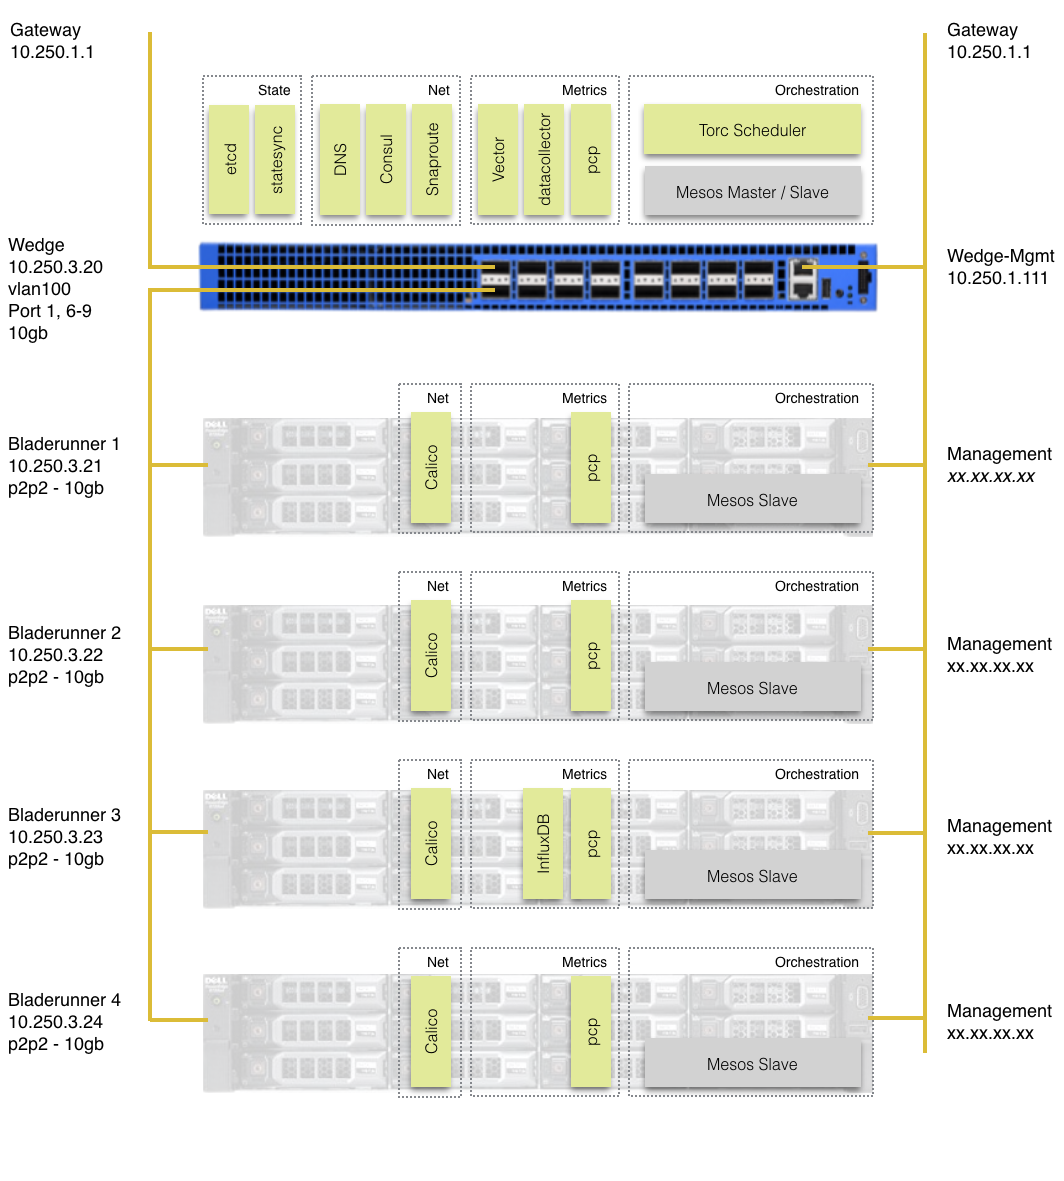 Gateway
10.250.1.1
Gateway
10.250.1.1
State
etcd
statesync
Net
DNS
Consul
Snaproute
Metrics
Vector
datacollector
pcp
Orchestration
Torc Scheduler
Mesos Master / Slave
Wedge
10.250.3.20
vlan100
Port 1, 6-9
10gb
Wedge-Mgmt
10.250.1.111
Bladerunner 1
10.250.3.21
p2p2 - 10gb
DELL
Net
Calico
Metrics
pcp
Orchestration
Mesos Slave
Management
xx.xx.xx.xx
Bladerunner 2
10.250.3.22
p2p2 - 10gb
DELL
Net
Calico
Metrics
pcp
Orchestration
Mesos Slave
Management
xx.xx.xx.xx
Bladerunner 3
10.250.3.23
p2p2 - 10gb
DELL
Net
Calico
Metrics
InfluxDB
pcp
Orchestration
Mesos Slave
Management
xx.xx.xx.xx
Bladerunner 4
10.250.3.24
p2p2 - 10gb
DELL
Net
Calico
Metrics
pcp
Orchestration
Mesos Slave
Management
xx.xx.xx.xx